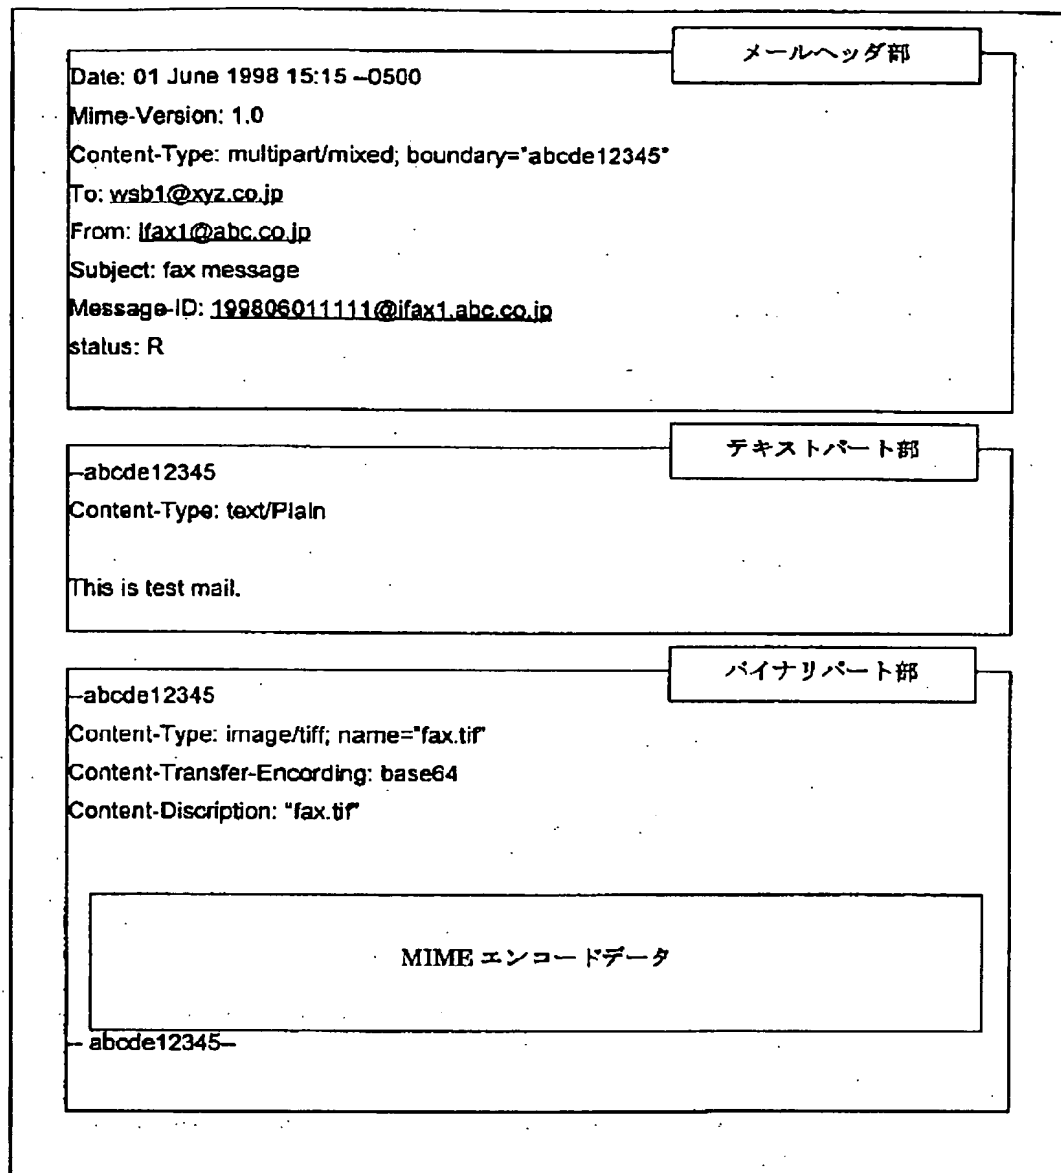 メールヘッダ部
Date: 01 June 1998 15:15 –0500
Mime-Version: 1.0
Content-Type: multipart/mixed; boundary="abcde12345"
To: wsb1@xyz.co.jp
From: ifax1@abc.co.jp
Subject: fax message
Message-ID: 199806011111@ifax1.abc.co.jp
status: R
テキストパート部
–abcde12345
Content-Type: text/Plain
This is test mail.
バイナリパート部
–abcde12345
Content-Type: image/tiff; name="fax.tif"
Content-Transfer-Encording: base64
Content-Discription: "fax.tif"
MIME エンコードデータ
– abcde12345–